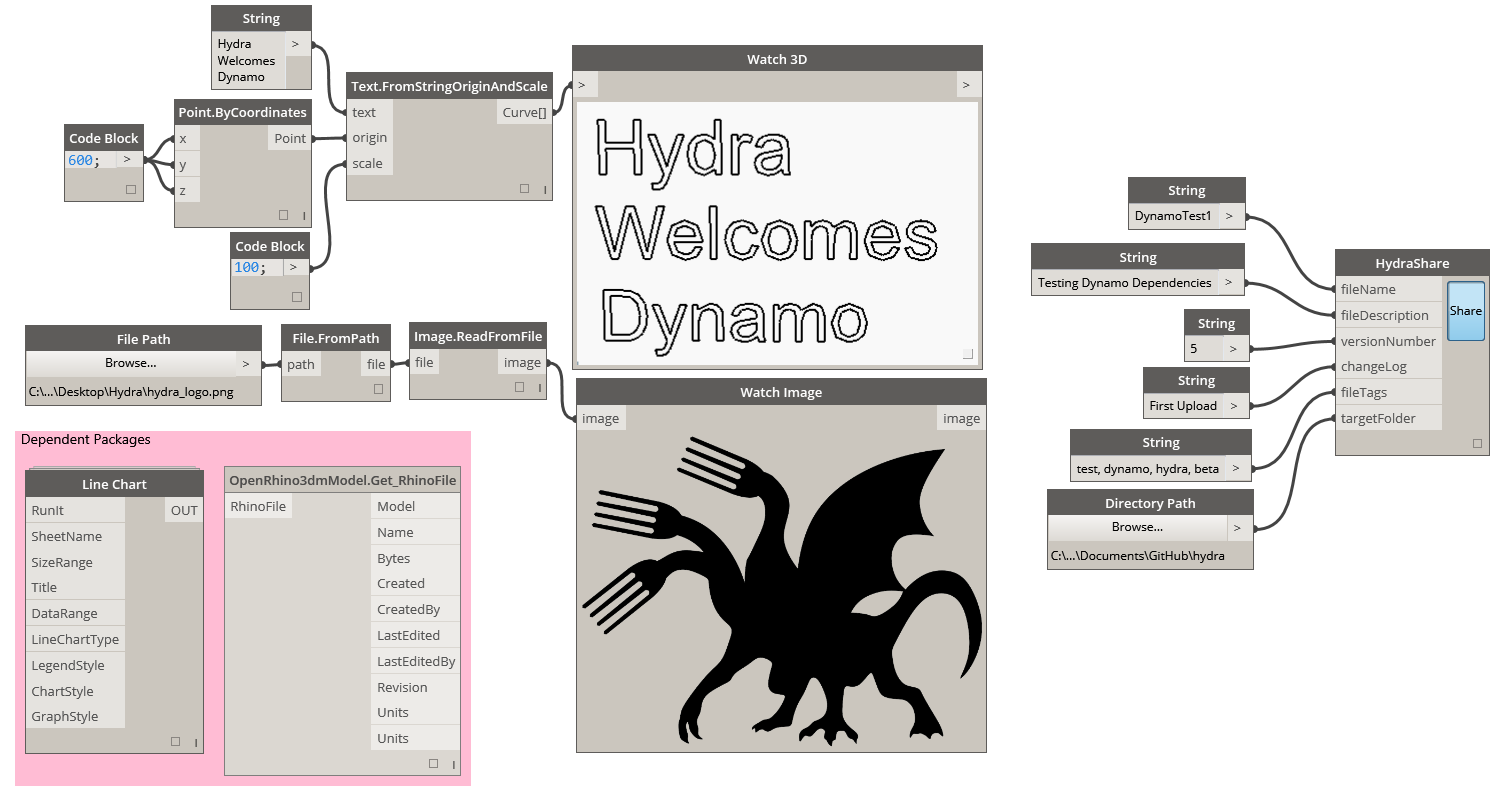 String
Hydra
Welcomes
Dynamo
>
Text.FromStringOriginAndScale
text
origin
scale
Curve[]
Point.ByCoordinates
x
y
z
Point
Code Block
600;
>
Code Block
100;
>
Watch 3D
>
>
Hydra
Welcomes
Dynamo
File Path
Browse...
>
C:\...\Desktop\Hydra\hydra_logo.png
File.FromPath
path
file
Image.ReadFromFile
file
image
Watch Image
image
image
Dependent Packages
Line Chart
RunIt
OUT
SheetName
SizeRange
Title
DataRange
LineChartType
LegendStyle
ChartStyle
GraphStyle
OpenRhino3dmModel.Get_RhinoFile
RhinoFile
Model
Name
Bytes
Created
CreatedBy
LastEdited
LastEditedBy
Revision
Units
Units
String
DynamoTest1
>
String
Testing Dynamo Dependencies
>
String
5
>
String
First Upload
>
String
test, dynamo, hydra, beta
>
Directory Path
Browse...
>
C:\...\Documents\GitHub\hydra
HydraShare
fileName
fileDescription
versionNumber
changeLog
fileTags
targetFolder
Share